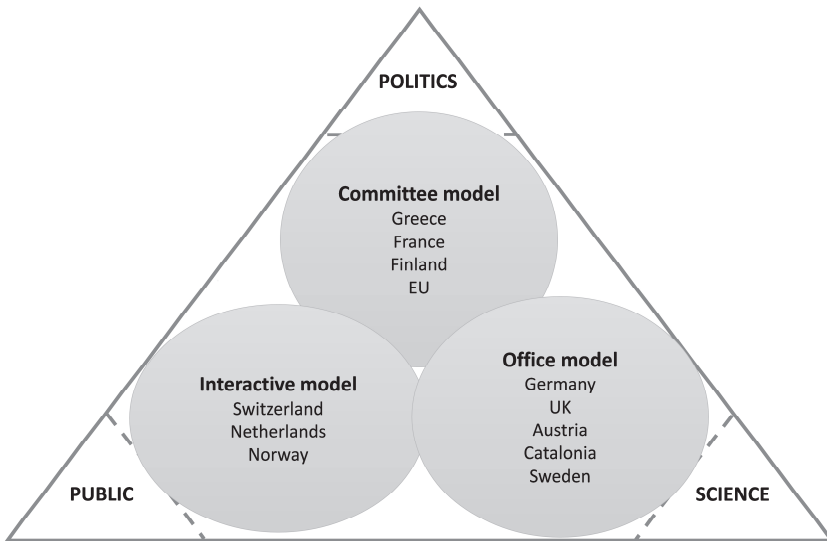 POLITICS
Committee model
Greece
France
Finland
EU
Interactive model
Switzerland
Netherlands
Norway
Office model
Germany
UK
Austria
Catalonia
Sweden
PUBLIC
SCIENCE